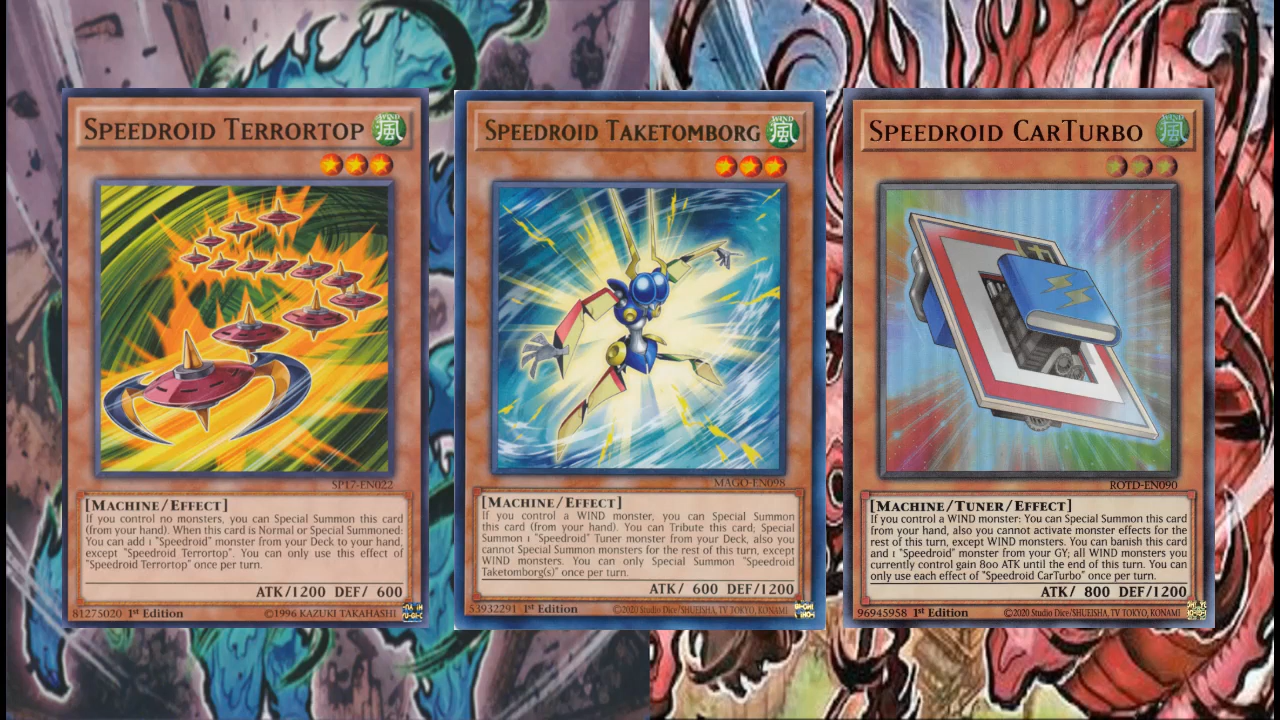 SPEEDROID TERRORTOP
WIND
風
SP17-EN022
[MACHINE/EFFECT]
If you control no monsters, you can Special Summon this card
(from your hand). When this card is Normal or Special Summoned:
You can add 1 "Speedroid" monster from your Deck to your hand,
except "Speedroid Terrortop". You can only use this effect of
"Speedroid Terrortop" once per turn.
ATK/1200 DEF/ 600
81275020 1st Edition ©1996 KAZUKI TAKAHASHI
SPEEDROID TAKETOMBORG
WIND
風
MAGO-EN098
[MACHINE/EFFECT]
If you control a WIND monster, you can Special Summon
this card (from your hand). You can Tribute this card; Special
Summon 1 "Speedroid" Tuner monster from your Deck, also you
cannot Special Summon monsters for the rest of this turn, except
WIND monsters. You can only Special Summon "Speedroid
Taketomborg(s)" once per turn.
ATK/ 600 DEF/1200
53932291 1st Edition ©2020 Studio Dice/SHUEISHA, TV TOKYO, KONAMI
SPEEDROID CARTURBO
WIND
風
ROTD-EN090
[MACHINE/TUNER/EFFECT]
If you control a WIND monster: You can Special Summon this card
from your hand, also you cannot activate monster effects for the
rest of this turn, except WIND monsters. You can banish this card
and 1 "Speedroid" monster from your GY; all WIND monsters you
currently control gain 800 ATK until the end of this turn. You can
only use each effect of "Speedroid CarTurbo" once per turn.
ATK/ 800 DEF/1200
96945958 1st Edition ©2020 Studio Dice/SHUEISHA, TV TOKYO, KONAMI